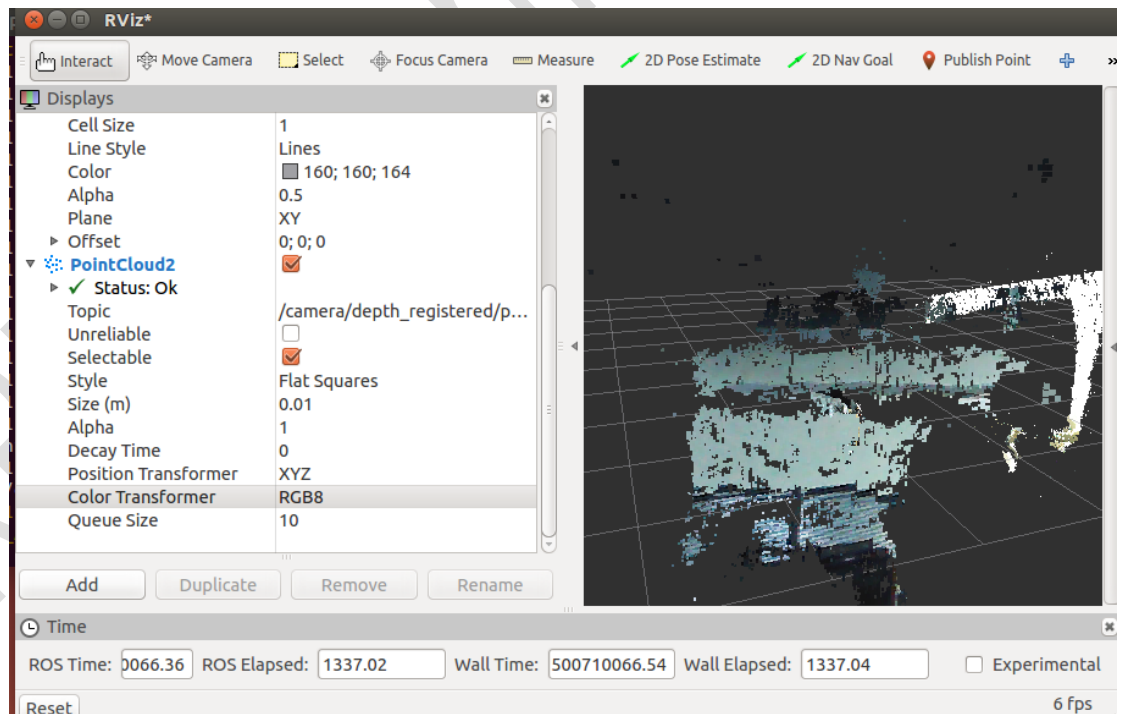 RViz*
Interact Move Camera Select Focus Camera Measure 2D Pose Estimate 2D Nav Goal Publish Point »
Displays
Cell Size 1
Line Style Lines
Color 160; 160; 164
Alpha 0.5
Plane XY
Offset 0; 0; 0
PointCloud2
✓ Status: Ok
Topic /camera/depth_registered/p...
Unreliable
Selectable
Style Flat Squares
Size (m) 0.01
Alpha 1
Decay Time 0
Position Transformer XYZ
Color Transformer RGB8
Queue Size 10
Add Duplicate Remove Rename
Time
ROS Time: 0066.36 ROS Elapsed: 1337.02 Wall Time: 500710066.54 Wall Elapsed: 1337.04 Experimental
Reset 6 fps